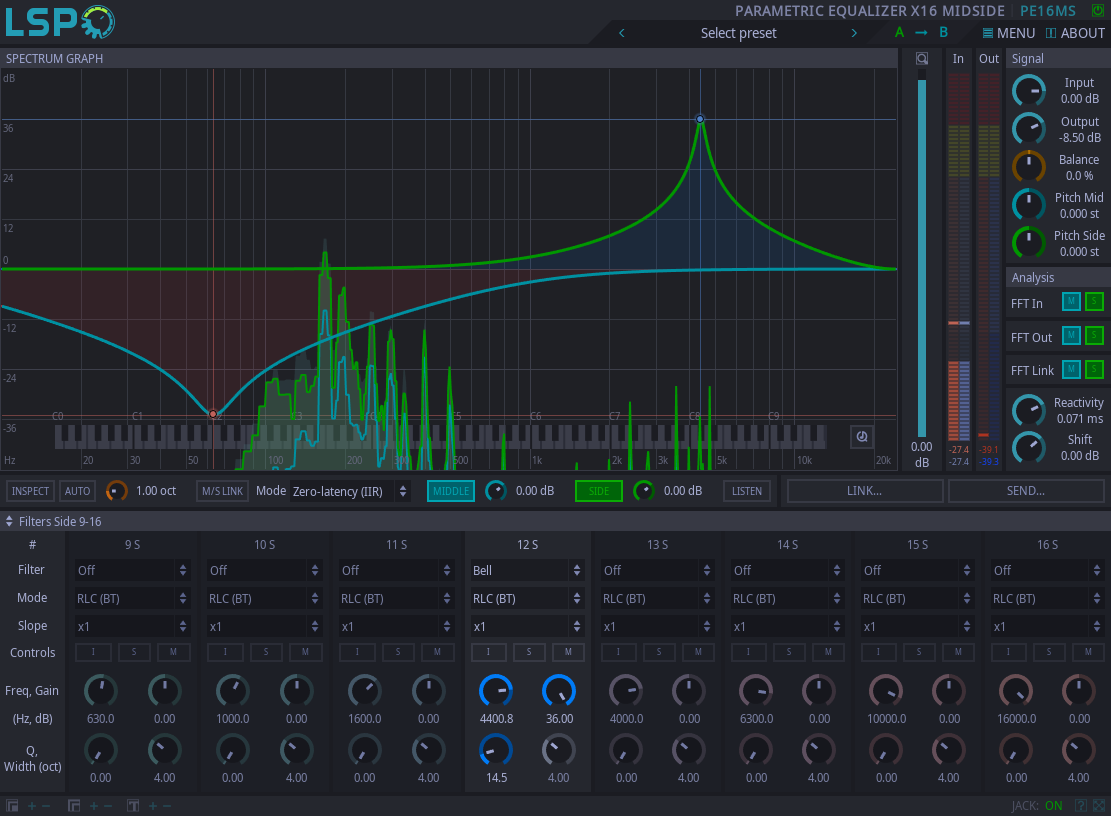 LSP
PARAMETRIC EQUALIZER X16 MIDSIDE PE16MS
Select preset A B MENU ABOUT
SPECTRUM GRAPH In Out Signal
dB
36
24
12
0
-12
-24
-36
C0 C1 C2 C3 C5 C6 C7 C8 C9
Hz 20 30 50 100 200 300 500 1k 2k 3k 5k 10k 20k
0.00
dB
-27.4 -39.1
-27.4 -39.3
Input
0.00 dB
Output
-8.50 dB
Balance
0.0 %
Pitch Mid
0.000 st
Pitch Side
0.000 st
Analysis
FFT In M S
FFT Out M S
FFT Link M S
Reactivity
0.071 ms
Shift
0.00 dB
INSPECT AUTO 1.00 oct M/S LINK Mode Zero-latency (IIR) MIDDLE 0.00 dB SIDE 0.00 dB LISTEN LINK... SEND...
Filters Side 9-16
# 9 S 10 S 11 S 12 S 13 S 14 S 15 S 16 S
Filter Off Off Off Bell Off Off Off Off
Mode RLC (BT) RLC (BT) RLC (BT) RLC (BT) RLC (BT) RLC (BT) RLC (BT) RLC (BT)
Slope x1 x1 x1 x1 x1 x1 x1 x1
Controls I S M I S M I S M I S M I S M I S M I S M I S M
Freq, Gain
(Hz, dB) 630.0 0.00 1000.0 0.00 1600.0 0.00 4400.8 36.00 4000.0 0.00 6300.0 0.00 10000.0 0.00 16000.0 0.00
Q,
Width (oct)
0.00 4.00 0.00 4.00 0.00 4.00 14.5 4.00 0.00 4.00 0.00 4.00 0.00 4.00 0.00 4.00
JACK: ON ?